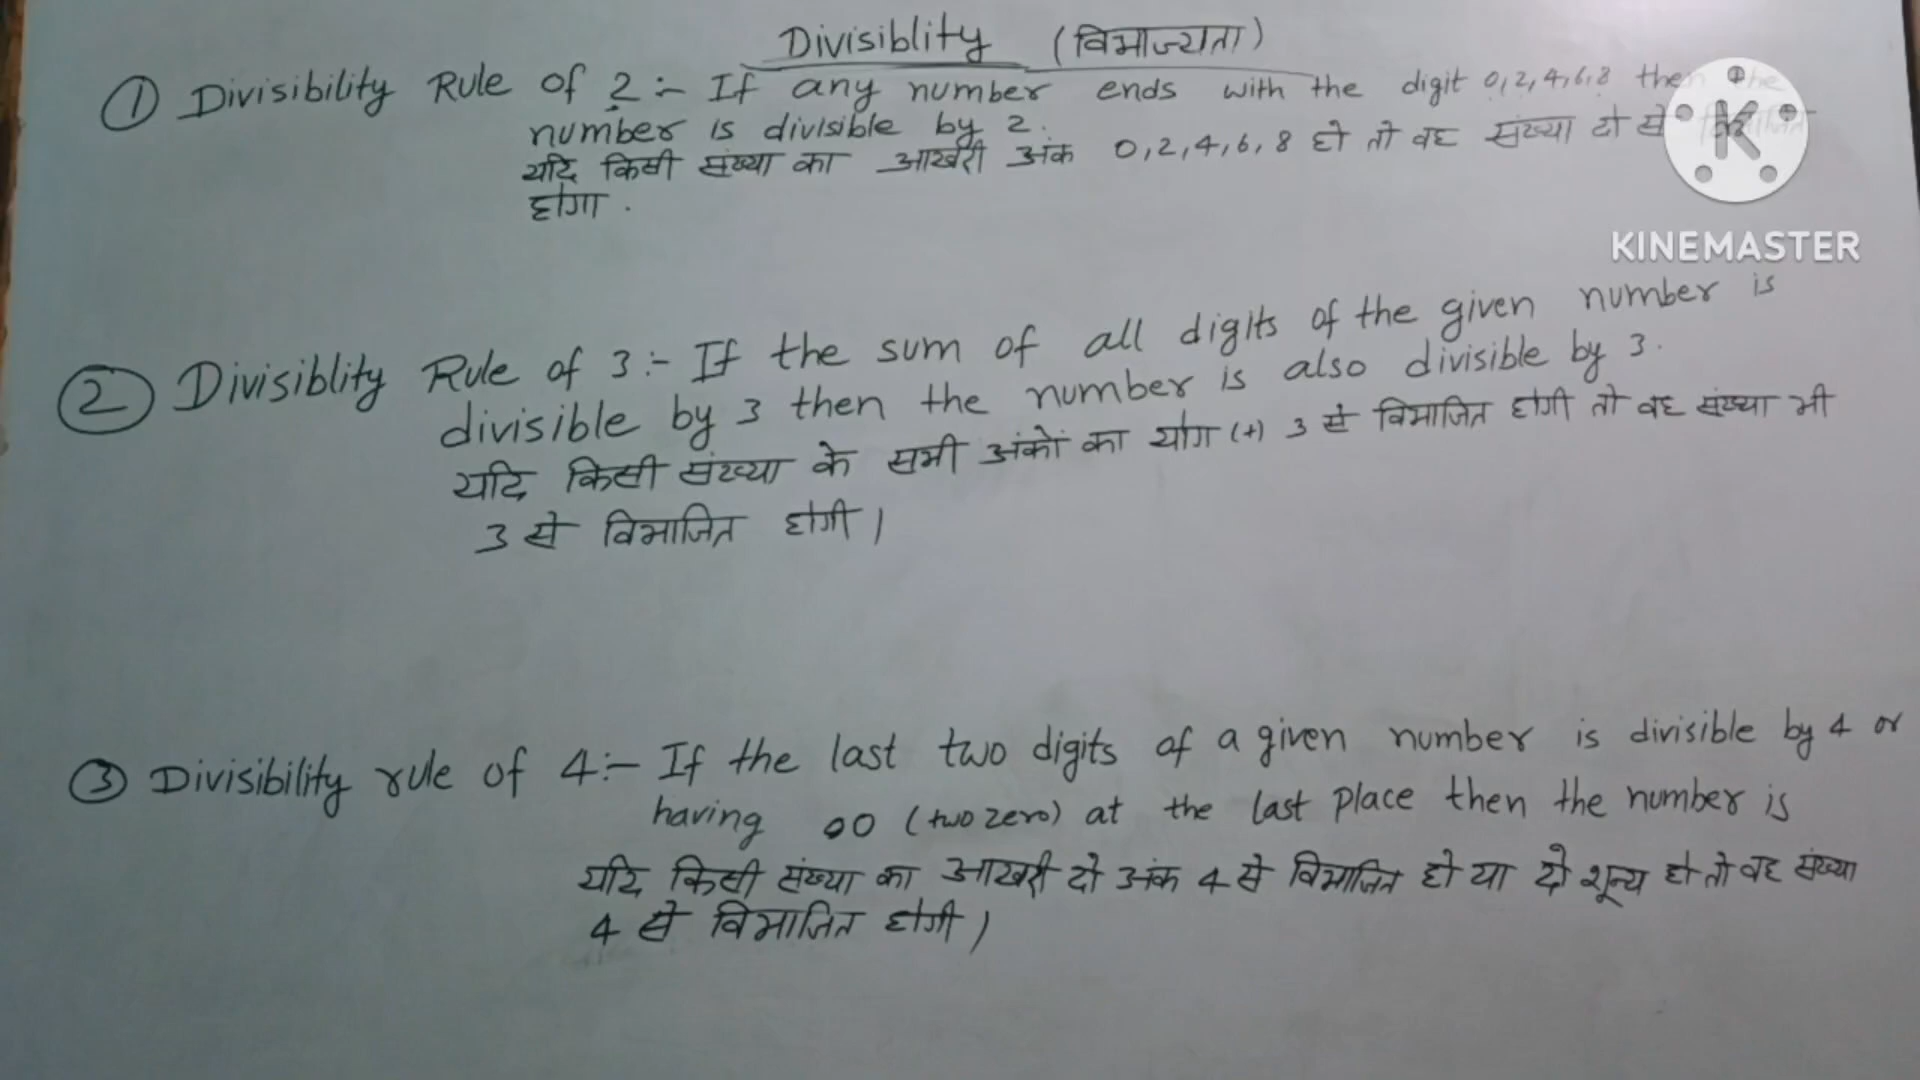 Divisiblity (विभाज्यता)
① Divisibility Rule of 2 :- If any number ends with the digit 0,2,4,6,8 then the
number is divisible by 2.
यदि किसी संख्या का आखरी अंक 0,2,4,6,8 हो तो वह संख्या दो से
होगा .
KINEMASTER
② Divisiblity Rule of 3 :- If the sum of all digits of the given number is
divisible by 3 then the number is also divisible by 3.
यदि किसी संख्या के सभी अंकों का योग (+) 3 से विभाजित होगी तो वह संख्या भी
3 से विभाजित होगी ।
③ Divisibility rule of 4 :- If the last two digits of a given number is divisible by 4 or
having 00 (two zero) at the last place then the number is
यदि किसी संख्या का आखरी दो अंक 4 से विभाजित हो या दो शून्य हो तो वह संख्या
4 से विभाजित होगी ।